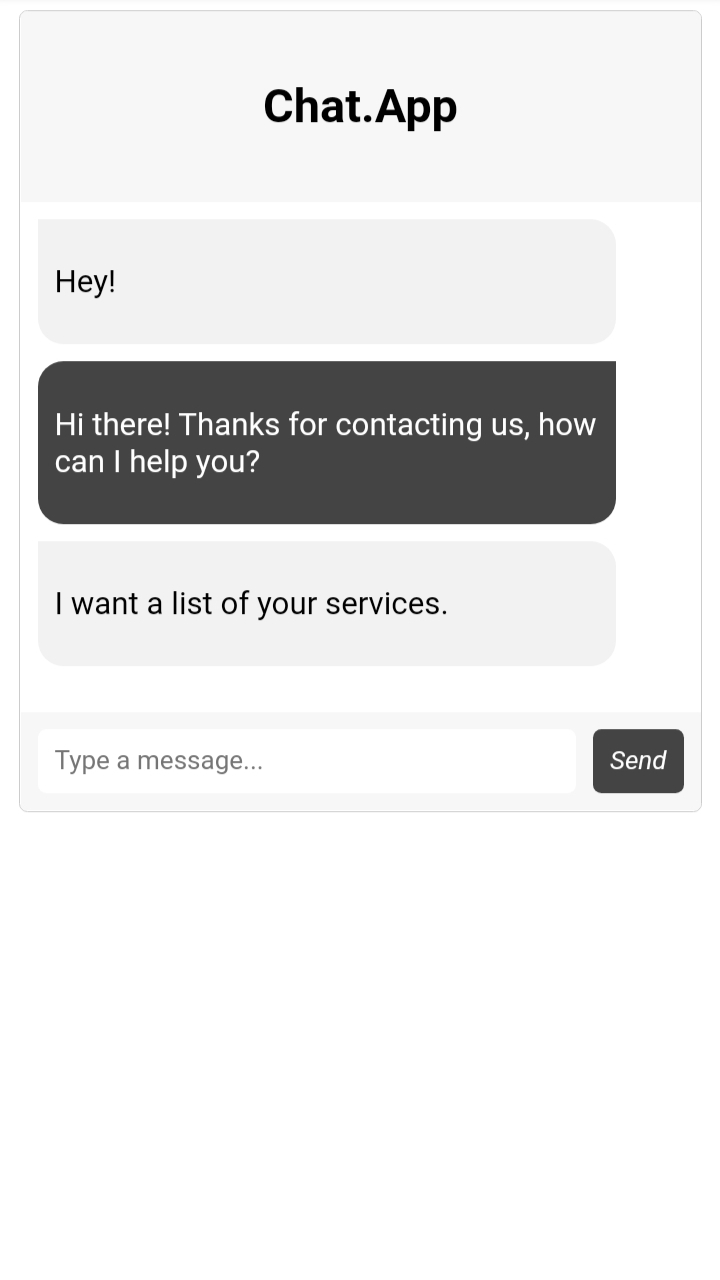 Chat.App
Hey!
Hi there! Thanks for contacting us, how
can I help you?
I want a list of your services.
Type a message...
Send